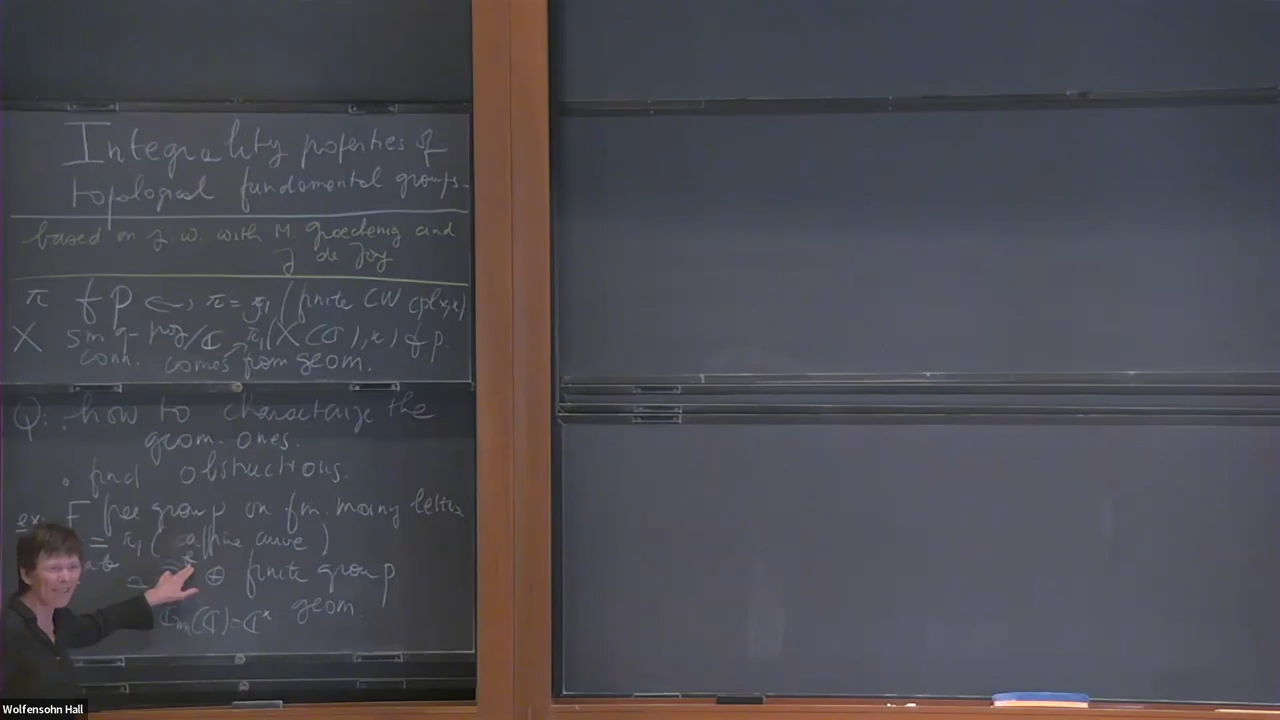 Integrality properties of
topological fundamental groups.
based on j.w. with M. Groechenig and
J de Jong
π fp ↔ π = π₁(finite CW cplx, x)
X sm q-proj/ℂ π₁(X(ℂ), x) fp.
conn. comes from geom.
Q: . how to characterize the
geom. ones.
. find obstructions.
ex: F free group on fin. many letters
= π₁( affine curve )
⊕ finite group
𝔾m(ℂ)=ℂ× geom.
Wolfensohn Hall